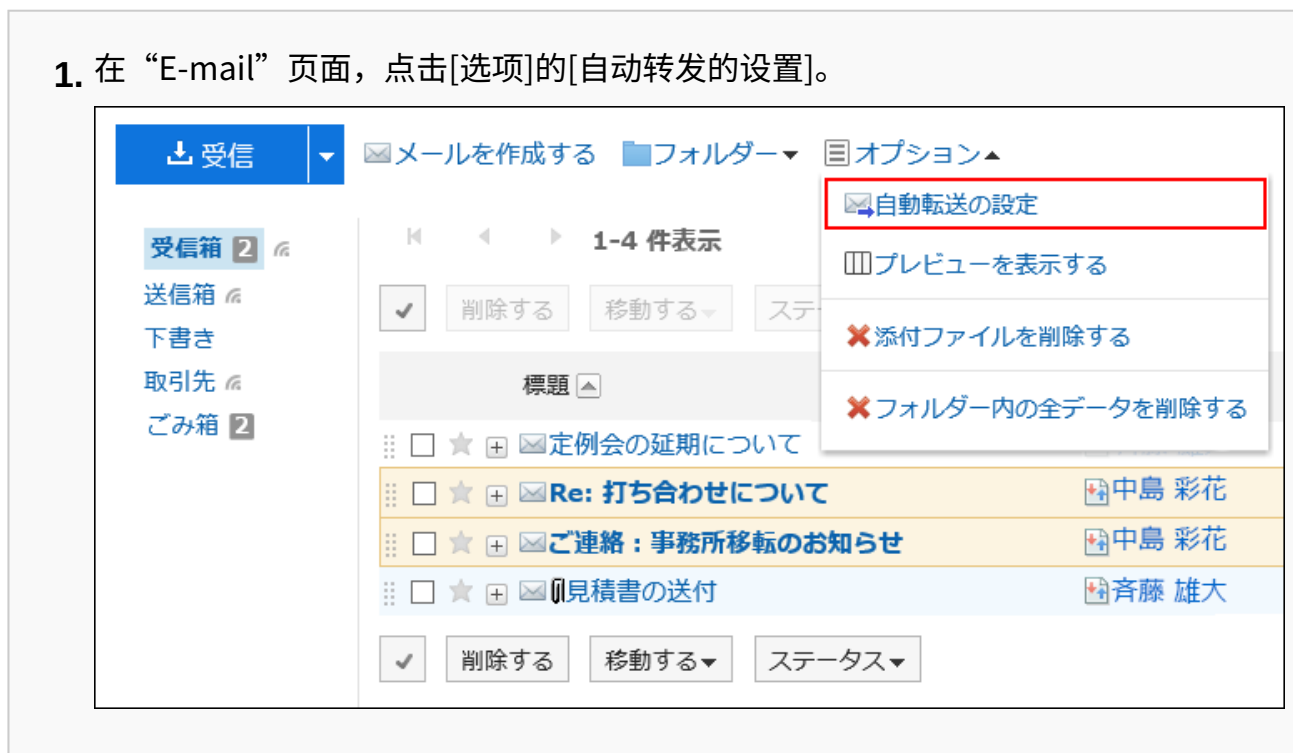 1. 在“E-mail”页面，点击[选项]的[自动转发的设置]。
受信 メールを作成する フォルダー オプション
自動転送の設定
プレビューを表示する
添付ファイルを削除する
フォルダー内の全データを削除する
受信箱 2
送信箱
下書き
取引先
ごみ箱 2
1-4 件表示
削除する 移動する ステー
標題
定例会の延期について
Re: 打ち合わせについて 中島 彩花
ご連絡：事務所移転のお知らせ 中島 彩花
見積書の送付 斉藤 雄大
削除する 移動する ステータス